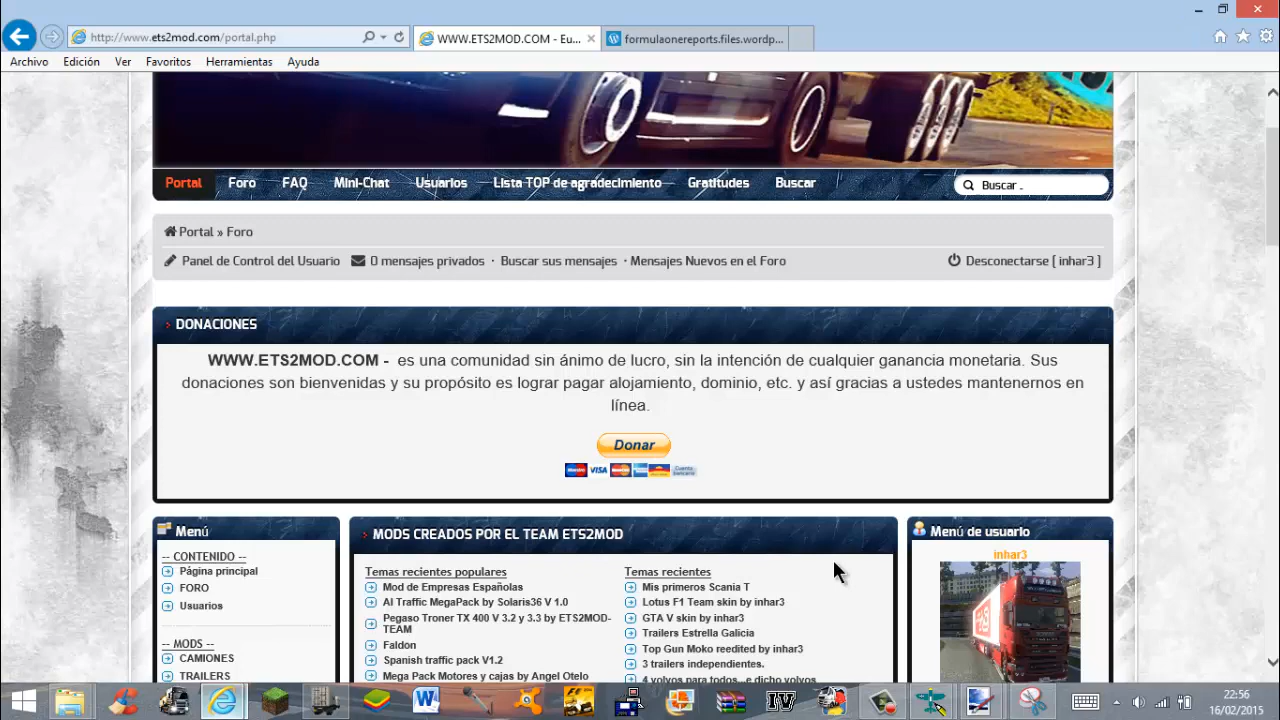 http://www.ets2mod.com/portal.php
WWW.ETS2MOD.COM - Eu...
formulaonereports.files.wordp...
Archivo Edición Ver Favoritos Herramientas Ayuda
Portal Foro FAQ Mini-Chat Usuarios Lista TOP de agradecimiento Gratitudes Buscar
Buscar..
Portal » Foro
Panel de Control del Usuario 0 mensajes privados · Buscar sus mensajes · Mensajes Nuevos en el Foro
Desconectarse [ inhar3 ]
DONACIONES
WWW.ETS2MOD.COM - es una comunidad sin ánimo de lucro, sin la intención de cualquier ganancia monetaria. Sus
donaciones son bienvenidas y su propósito es lograr pagar alojamiento, dominio, etc. y así gracias a ustedes mantenernos en
línea.
Donar
VISA
Menú
-- CONTENIDO --
Página principal
FORO
Usuarios
-- MODS --
CAMIONES
TRAILERS
MODS CREADOS POR EL TEAM ETS2MOD
Temas recientes populares
Mod de Empresas Españolas
AI Traffic MegaPack by Solaris36 V 1.0
Pegaso Troner TX 400 V 3.2 y 3.3 by ETS2MOD-
TEAM
Faldon
Spanish traffic pack V1.2
Mega Pack Motores y cajas by Angel Otelo
Temas recientes
Mis primeros Scania T
Lotus F1 Team skin by inhar3
GTA V skin by inhar3
Trailers Estrella Galicia
Top Gun Moko reedited by inhar3
3 trailers independientes.
4 volvos para todos...e dicho volvos
Menú de usuario
inhar3
IV
22:56
16/02/2015